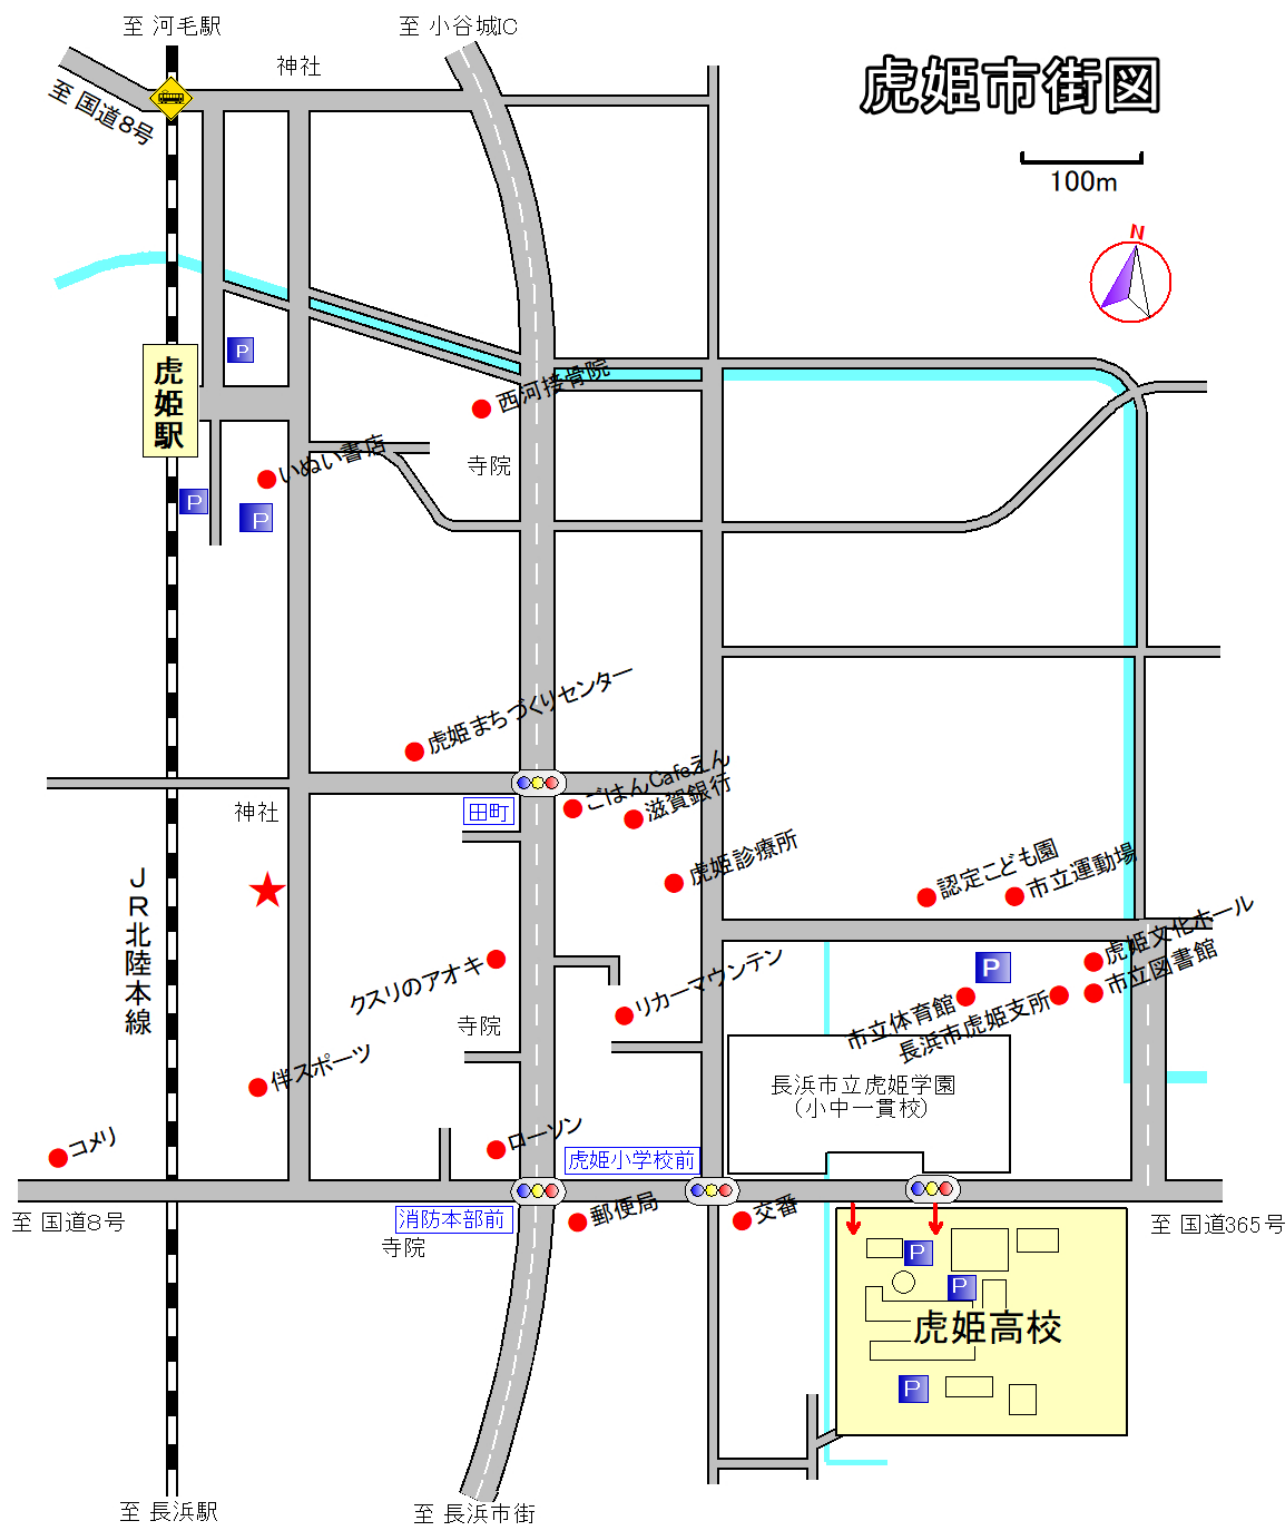 至 河毛駅
至 小谷城IC
神社
虎姫市街図
至 国道8号
100m
N
P
虎姫駅
西河接骨院
いぬい書店
寺院
P
P
虎姫まちづくりセンター
ごはんCafeえん
滋賀銀行
田町
神社
虎姫診療所
認定こども園
市立運動場
JR北陸本線
虎姫文化ホール
市立図書館
P
クスリのアオキ
リカーマウンテン
市立体育館
長浜市虎姫支所
寺院
伴スポーツ
長浜市立虎姫学園
(小中一貫校)
コメリ
ローソン
虎姫小学校前
至 国道8号
消防本部前
郵便局
交番
至 国道365号
寺院
P
P
虎姫高校
P
至 長浜駅
至 長浜市街